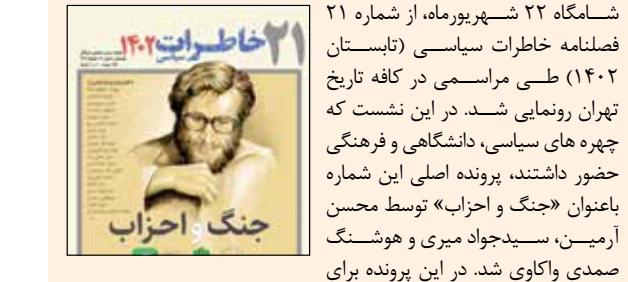 شامگاه ۲۲ شهریورماه، از شماره ۲۱
فصلنامه خاطرات سیاسی (تابستان
۱۴۰۲) طی مراسمی در کافه تاریخ
تهران رونمایی شد. در این نشست که
چهره های سیاسی، دانشگاهی و فرهنگی
حضور داشتند، پرونده اصلی این شماره
باعنوان «جنگ و احزاب» توسط محسن
آرمین، سیدجواد میری و هوشنگ
صمدی واکاوی شد. در این پرونده برای
۲۱ خاطرات ۱۴۰۲
سیاسی
جنگ و احزاب